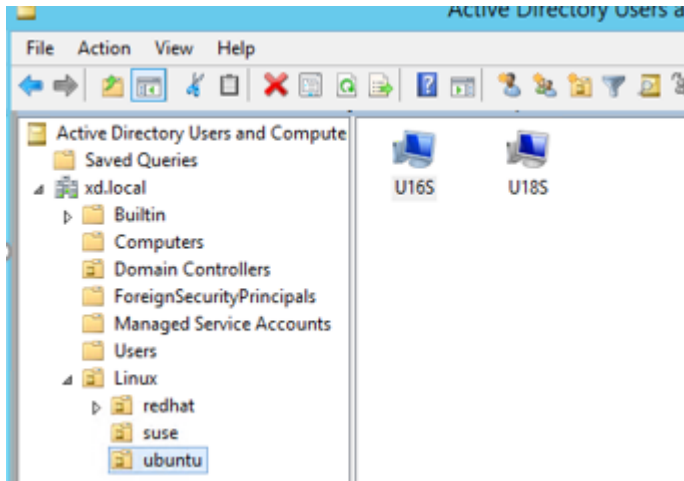 Active Directory Users a
File Action View Help
Active Directory Users and Compute
Saved Queries
xd.local
Builtin
Computers
Domain Controllers
ForeignSecurityPrincipals
Managed Service Accounts
Users
Linux
redhat
suse
ubuntu
U16S
U18S